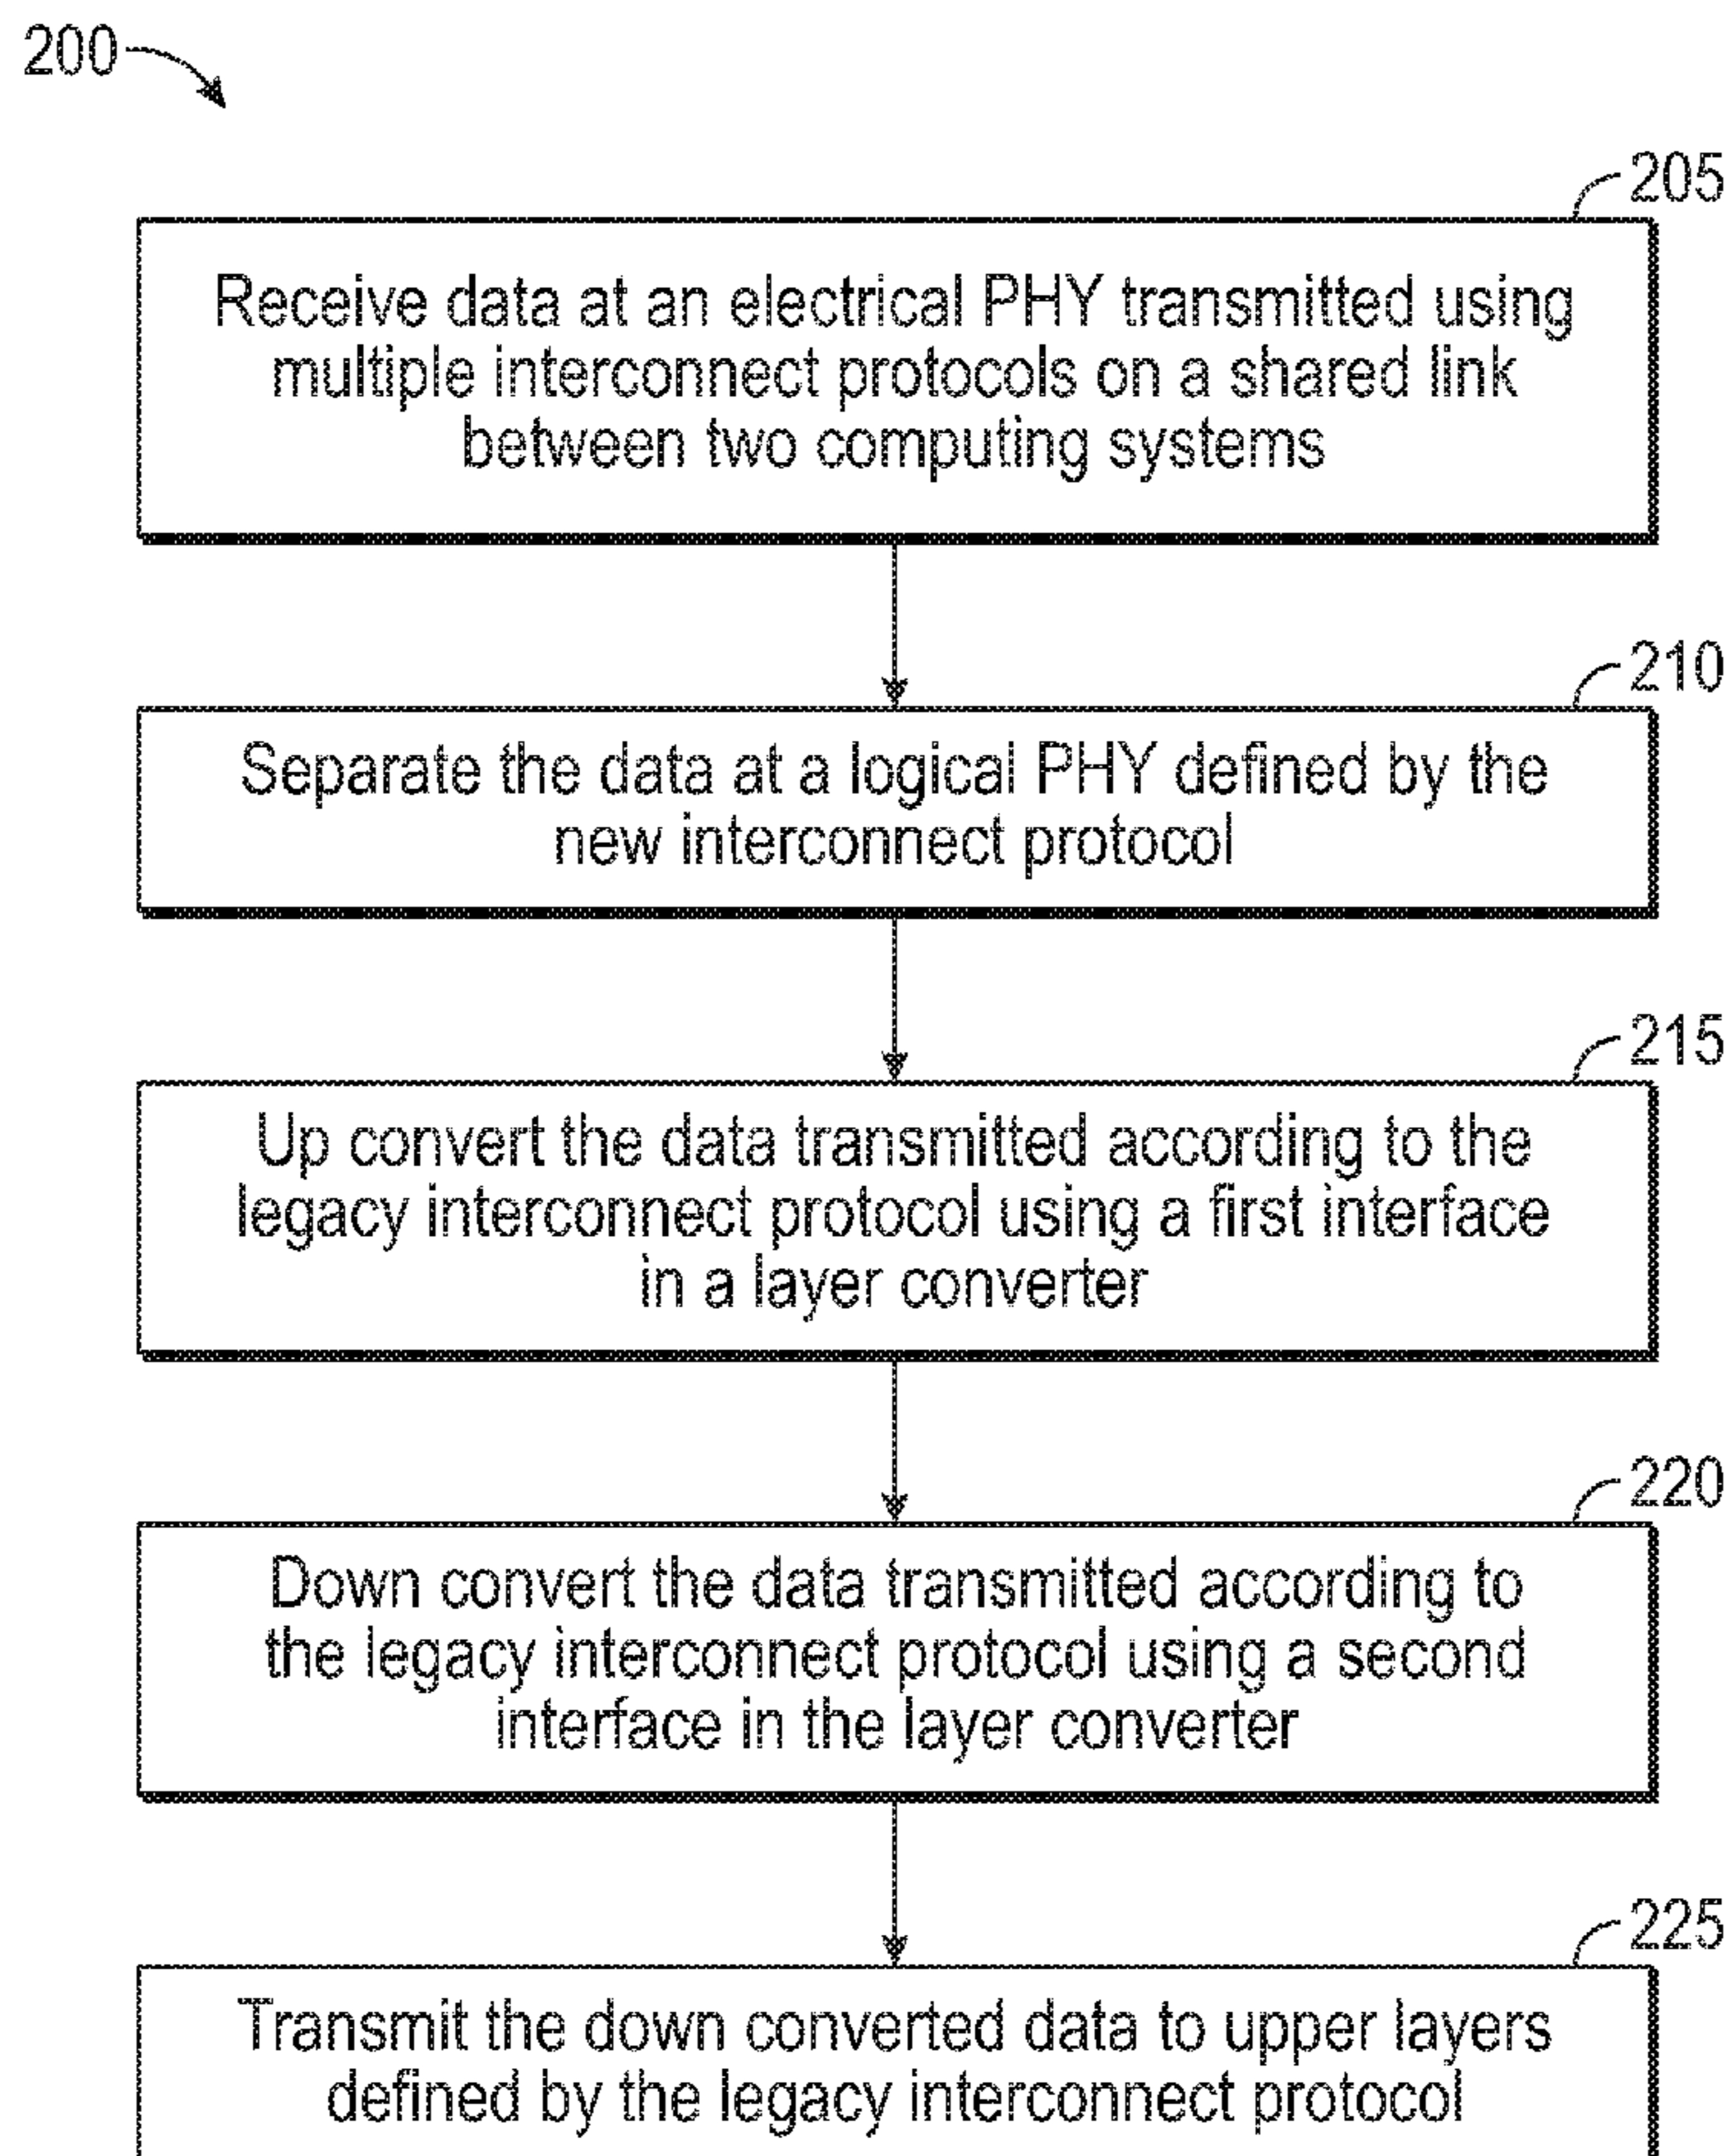 200
205
Receive data at an electrical PHY transmitted using
multiple interconnect protocols on a shared link
between two computing systems
210
Separate the data at a logical PHY defined by the
new interconnect protocol
215
Up convert the data transmitted according to the
legacy interconnect protocol using a first interface
in a layer converter
220
Down convert the data transmitted according to
the legacy interconnect protocol using a second
interface in the layer converter
225
Transmit the down converted data to upper layers
defined by the legacy interconnect protocol